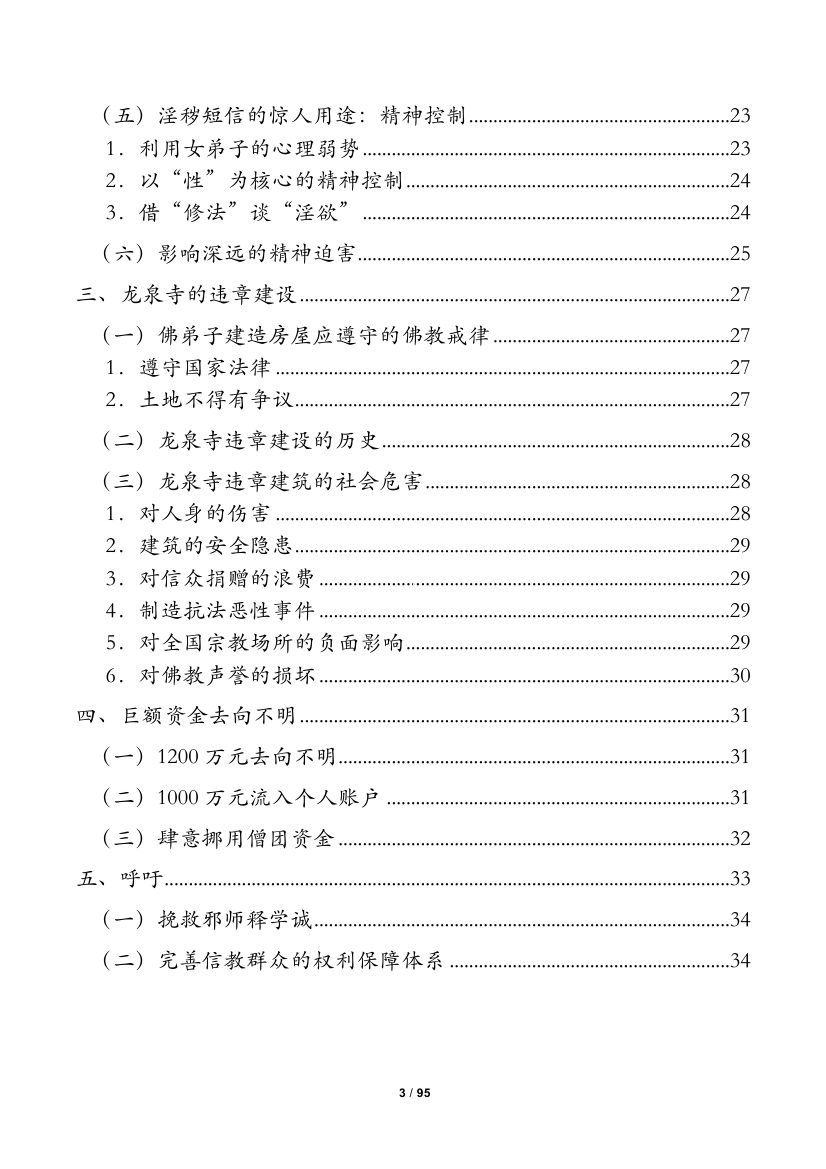 （五）淫秽短信的惊人用途：精神控制......23
1．利用女弟子的心理弱势......23
2．以“性”为核心的精神控制......24
3．借“修法”谈“淫欲”......24
（六）影响深远的精神迫害......25
三、龙泉寺的违章建设......27
（一）佛弟子建造房屋应遵守的佛教戒律......27
1．遵守国家法律......27
2．土地不得有争议......27
（二）龙泉寺违章建设的历史......28
（三）龙泉寺违章建筑的社会危害......28
1．对人身的伤害......28
2．建筑的安全隐患......29
3．对信众捐赠的浪费......29
4．制造抗法恶性事件......29
5．对全国宗教场所的负面影响......29
6．对佛教声誉的损坏......30
四、巨额资金去向不明......31
（一）1200 万元去向不明......31
（二）1000 万元流入个人账户......31
（三）肆意挪用僧团资金......32
五、呼吁......33
（一）挽救邪师释学诚......34
（二）完善信教群众的权利保障体系......34
3 / 95